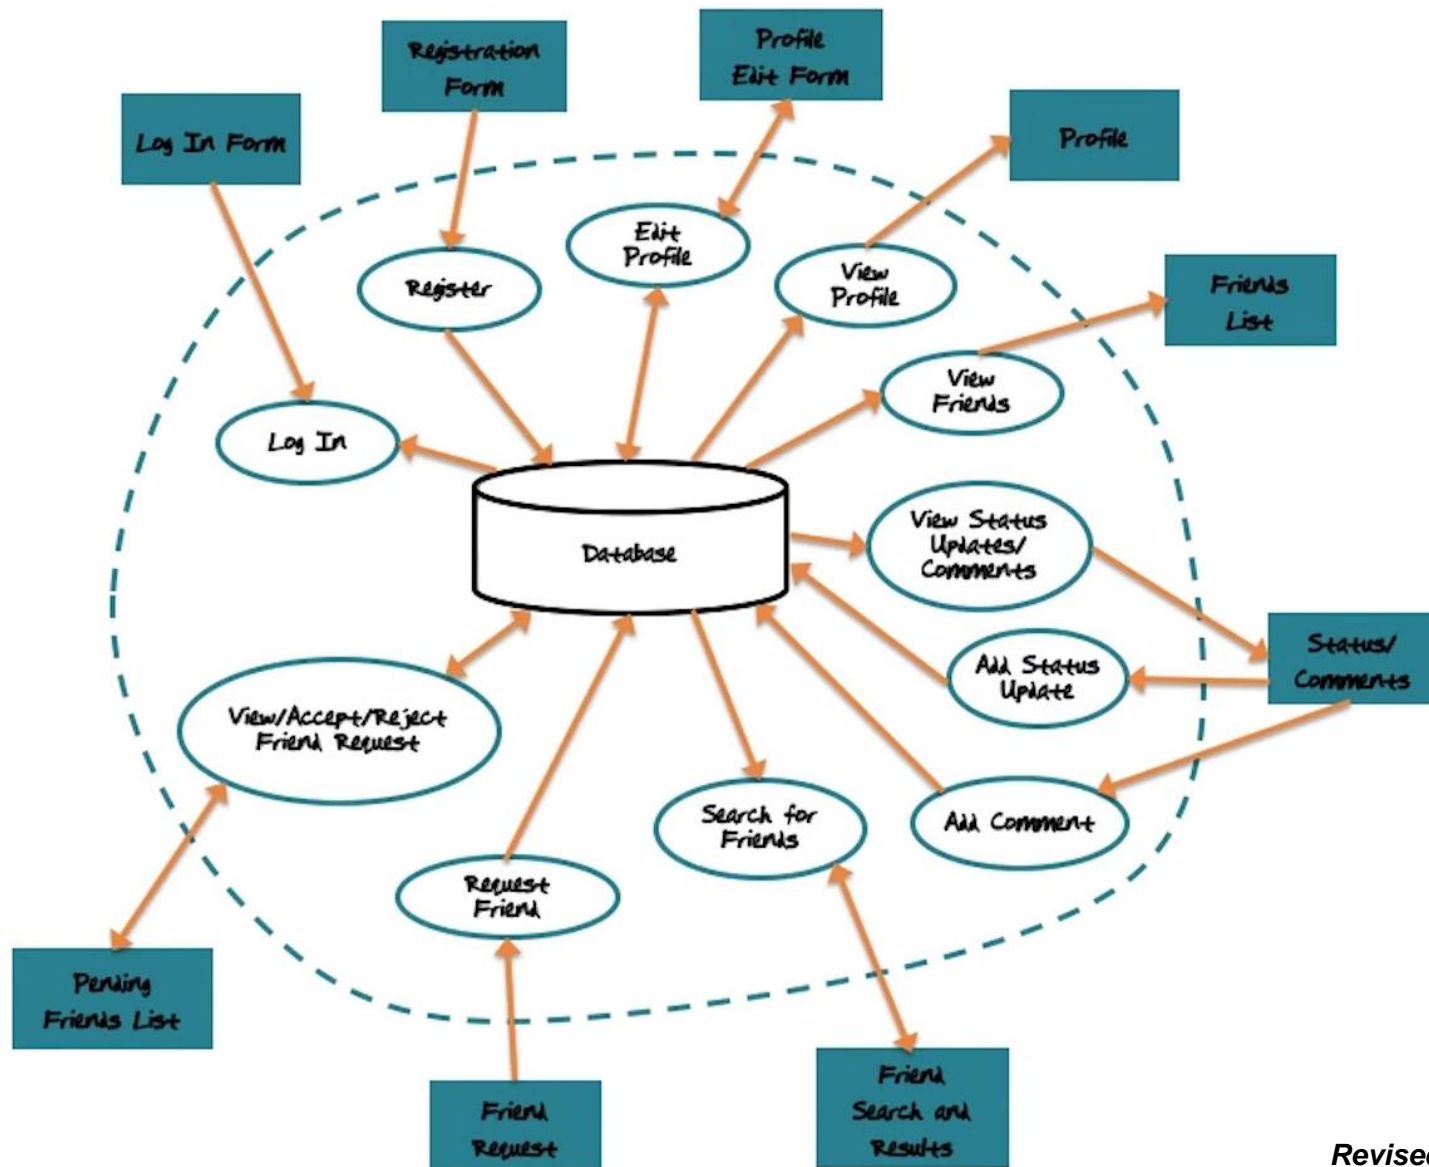 Registration
Form
Profile
Edit Form
Log In Form
Profile
Edit
Profile
View
Profile
Register
Friends
List
View
Friends
Log In
View Status
Updates/
Comments
Database
Status/
Comments
Add Status
Update
View/Accept/Reject
Friend Request
Search for
Friends
Add Comment
Request
Friend
Pending
Friends List
Friend
Search and
Results
Friend
Request
Revised